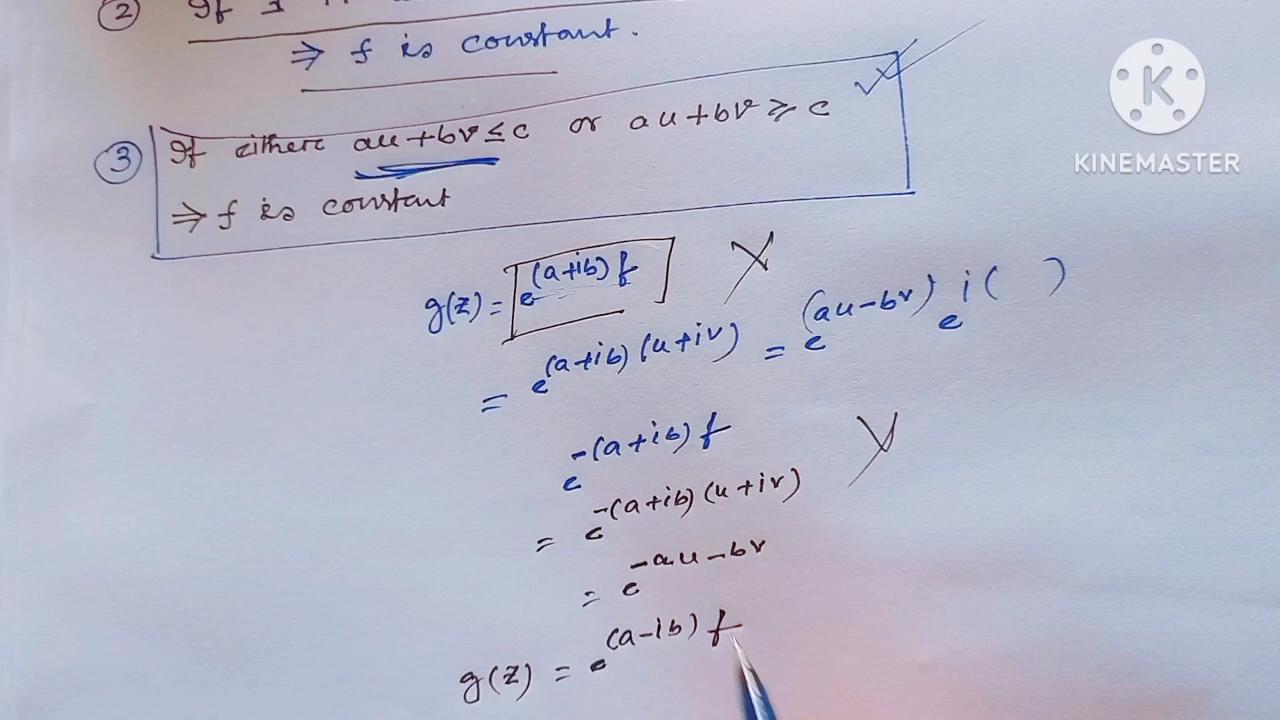 ② If f
⇒ f is constant.
③ If eithere au+bv≤c or au+bv⩾c
⇒ f is constant
g(z) = e^(a+ib)f
= e^(a+ib)(u+iv) = e^(au-bv) e^i( )
e^-(a+ib)f
= e^-(a+ib)(u+iv)
= e^-au-bv
g(z) = e^(a-ib)f
K
KINEMASTER